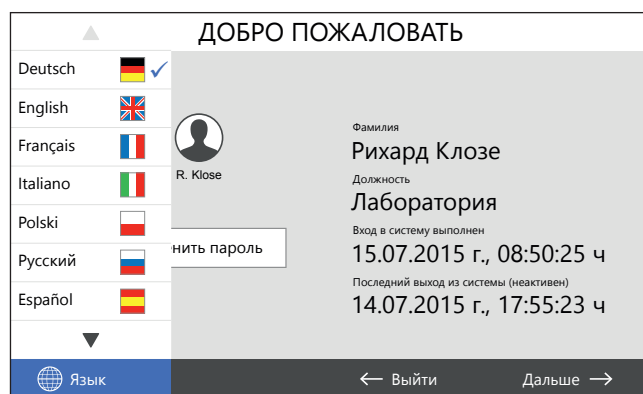 ДОБРО ПОЖАЛОВАТЬ
Deutsch
English
Français
Italiano
Polski
Русский
Español
R. Klose
нить пароль
Фамилия
Рихард Клозе
Должность
Лаборатория
Вход в систему выполнен
15.07.2015 г., 08:50:25 ч
Последний выход из системы (неактивен)
14.07.2015 г., 17:55:23 ч
Язык
Выйти
Дальше